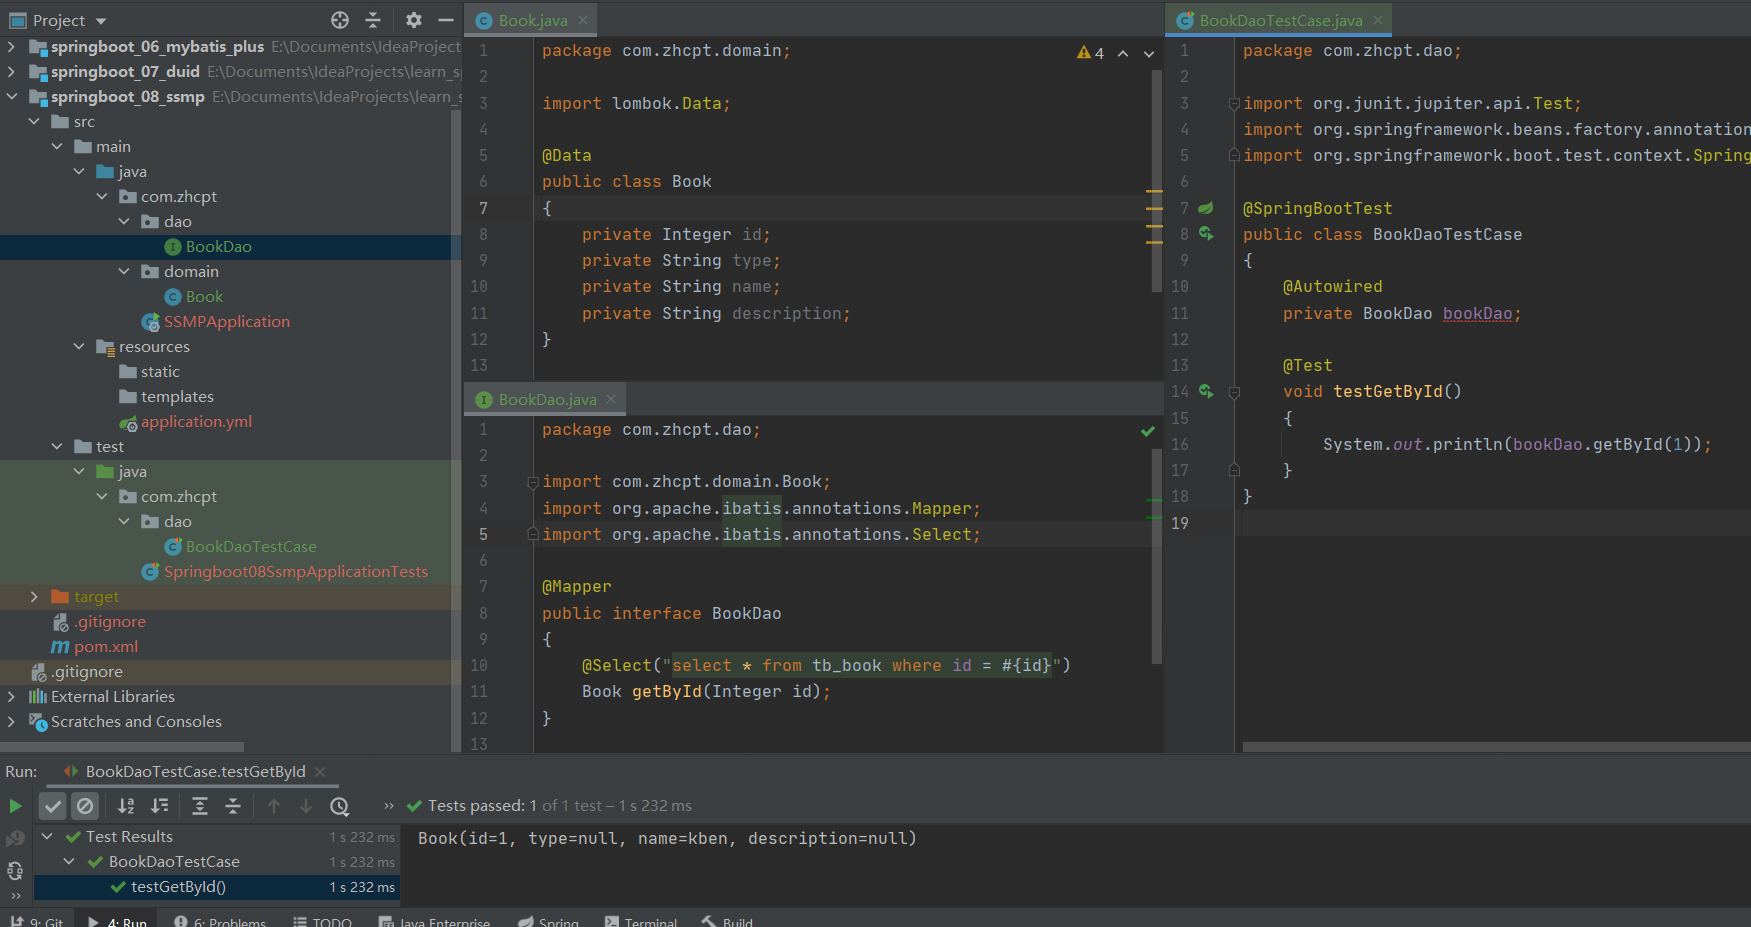 Project
springboot_06_mybatis_plus E:\Documents\IdeaProject
springboot_07_duid E:\Documents\IdeaProjects\learn_s
springboot_08_ssmp E:\Documents\IdeaProjects\learn_s
src
main
java
com.zhcpt
dao
BookDao
domain
Book
SSMPApplication
resources
static
templates
application.yml
test
java
com.zhcpt
dao
BookDaoTestCase
Springboot08SsmpApplicationTests
target
.gitignore
pom.xml
.gitignore
External Libraries
Scratches and Consoles
Book.java
4
1 package com.zhcpt.domain;
2
3 import lombok.Data;
4
5 @Data
6 public class Book
7 {
8 private Integer id;
9 private String type;
10 private String name;
11 private String description;
12 }
13
BookDao.java
1 package com.zhcpt.dao;
2
3 import com.zhcpt.domain.Book;
4 import org.apache.ibatis.annotations.Mapper;
5 import org.apache.ibatis.annotations.Select;
6
7 @Mapper
8 public interface BookDao
9 {
10 @Select("select * from tb_book where id = #{id}")
11 Book getById(Integer id);
12 }
13
BookDaoTestCase.java
1 package com.zhcpt.dao;
2
3 import org.junit.jupiter.api.Test;
4 import org.springframework.beans.factory.annotation
5 import org.springframework.boot.test.context.Spring
6
7 @SpringBootTest
8 public class BookDaoTestCase
9 {
10 @Autowired
11 private BookDao bookDao;
12
13 @Test
14 void testGetById()
15 {
16 System.out.println(bookDao.getById(1));
17 }
18 }
19
Run: BookDaoTestCase.testGetById
Tests passed: 1 of 1 test – 1 s 232 ms
Test Results 1 s 232 ms
BookDaoTestCase 1 s 232 ms
testGetById() 1 s 232 ms
Book(id=1, type=null, name=kben, description=null)
9: Git 4: Run 6: Problems TODO Java Enterprise Spring Terminal Build